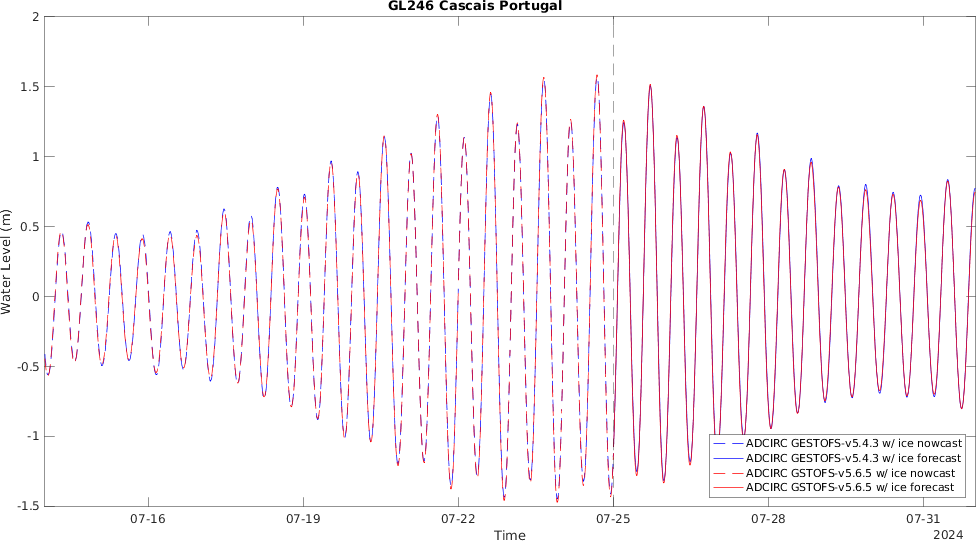 GL246 Cascais Portugal
2
1.5
1
0.5
0
-0.5
-1
-1.5
Water Level (m)
07-16 07-19 07-22 07-25 07-28 07-31
Time
2024
ADCIRC GESTOFS-v5.4.3 w/ ice nowcast
ADCIRC GESTOFS-v5.4.3 w/ ice forecast
ADCIRC GSTOFS-v5.6.5 w/ ice nowcast
ADCIRC GSTOFS-v5.6.5 w/ ice forecast